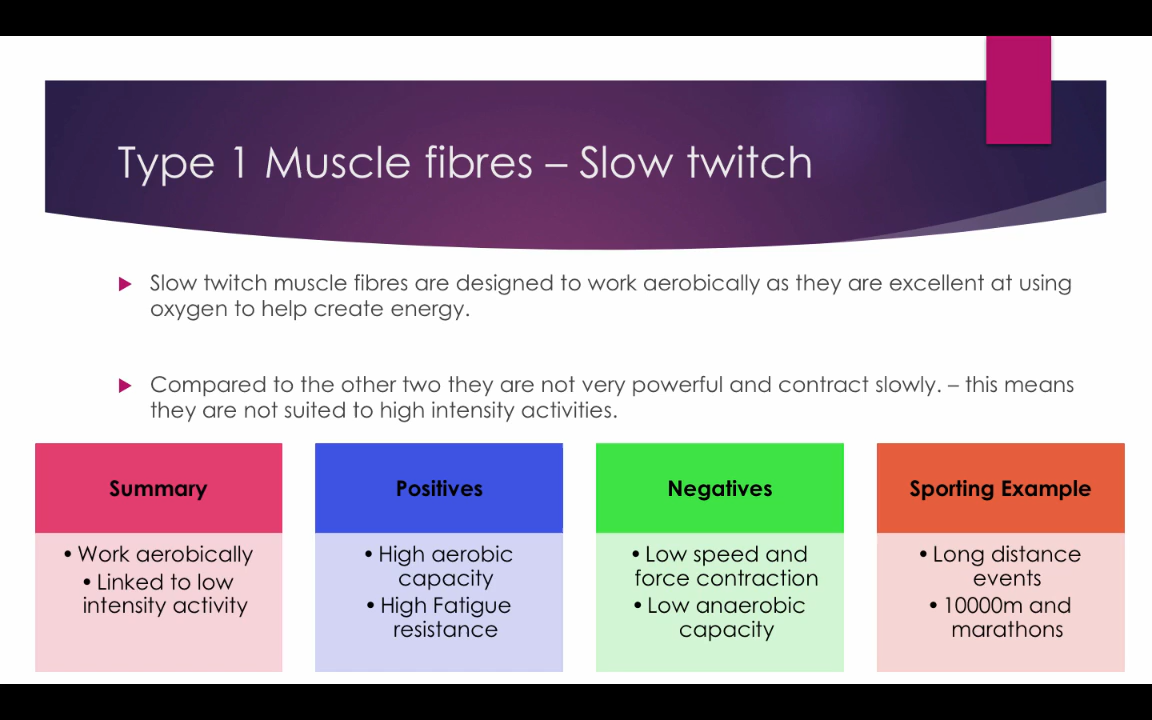 Type 1 Muscle fibres – Slow twitch
Slow twitch muscle fibres are designed to work aerobically as they are excellent at using
oxygen to help create energy.
Compared to the other two they are not very powerful and contract slowly. – this means
they are not suited to high intensity activities.
Summary
• Work aerobically
• Linked to low
intensity activity
Positives
• High aerobic
capacity
• High Fatigue
resistance
Negatives
• Low speed and
force contraction
• Low anaerobic
capacity
Sporting Example
• Long distance
events
• 10000m and
marathons